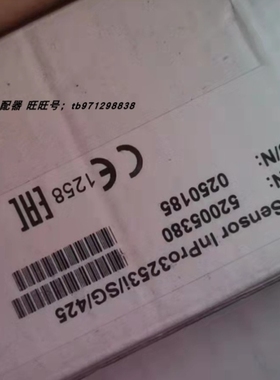 配器 旺旺号：tb971298838
Sensor InPro3253i/SG/425
N: 52005380
/N: 0250185
CE 1258 EAC